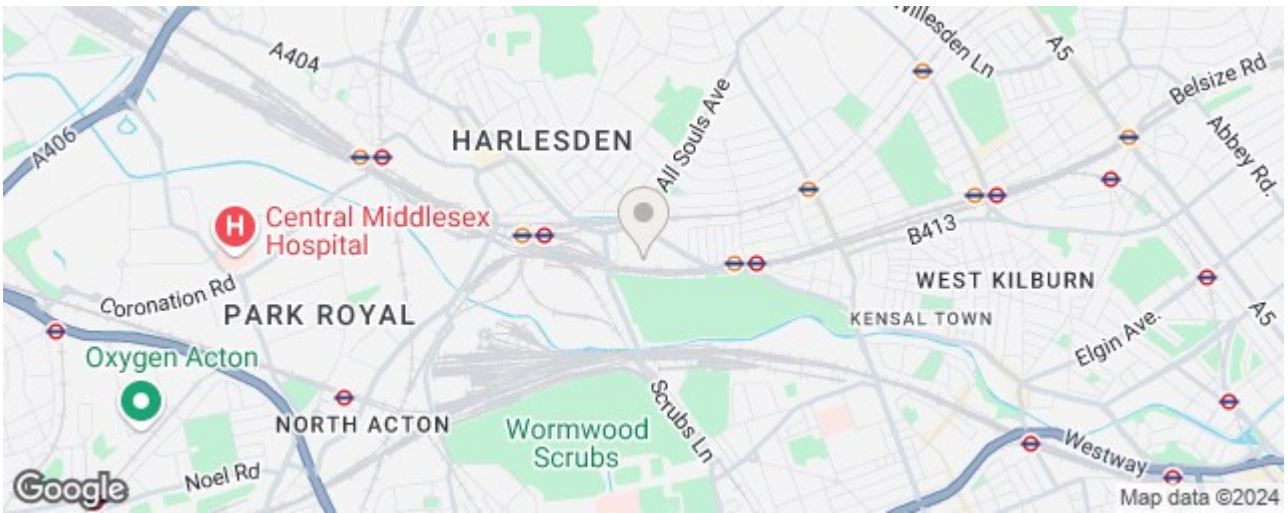 Willesden Ln
A404
A5
Belsize Rd
A406
HARLESDEN
All Souls Ave
Abbey Rd.
H
Central Middlesex
Hospital
B413
Coronation Rd
PARK ROYAL
WEST KILBURN
KENSAL TOWN
A5
Elgin Ave.
Oxygen Acton
NORTH ACTON
Wormwood
Scrubs
Scrubs Ln
Westway
Noel Rd
Google
Map data ©2024